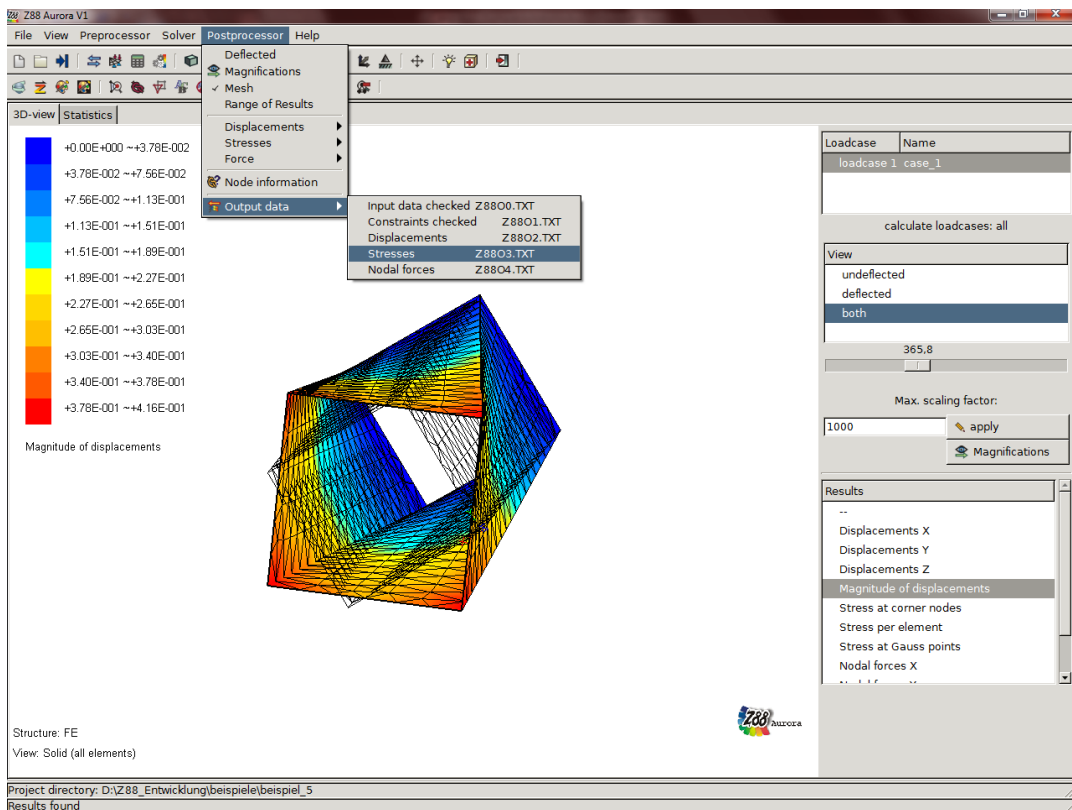 Z88 Aurora V1
File View Preprocessor Solver Postprocessor Help
Deflected
Magnifications
✓ Mesh
Range of Results
Displacements
Stresses
Force
Node information
Output data
Input data checked Z88O0.TXT
Constraints checked Z88O1.TXT
Displacements Z88O2.TXT
Stresses Z88O3.TXT
Nodal forces Z88O4.TXT
3D-view Statistics
+0.00E+000 ~+3.78E-002
+3.78E-002 ~+7.56E-002
+7.56E-002 ~+1.13E-001
+1.13E-001 ~+1.51E-001
+1.51E-001 ~+1.89E-001
+1.89E-001 ~+2.27E-001
+2.27E-001 ~+2.65E-001
+2.65E-001 ~+3.03E-001
+3.03E-001 ~+3.40E-001
+3.40E-001 ~+3.78E-001
+3.78E-001 ~+4.16E-001
Magnitude of displacements
Structure: FE
View: Solid (all elements)
Z88 Aurora
Loadcase Name
loadcase 1 case_1
calculate loadcases: all
View
undeflected
deflected
both
365,8
Max. scaling factor:
1000 apply
Magnifications
Results
--
Displacements X
Displacements Y
Displacements Z
Magnitude of displacements
Stress at corner nodes
Stress per element
Stress at Gauss points
Nodal forces X
Project directory: D:\Z88_Entwicklung\beispiele\beispiel_5
Results found